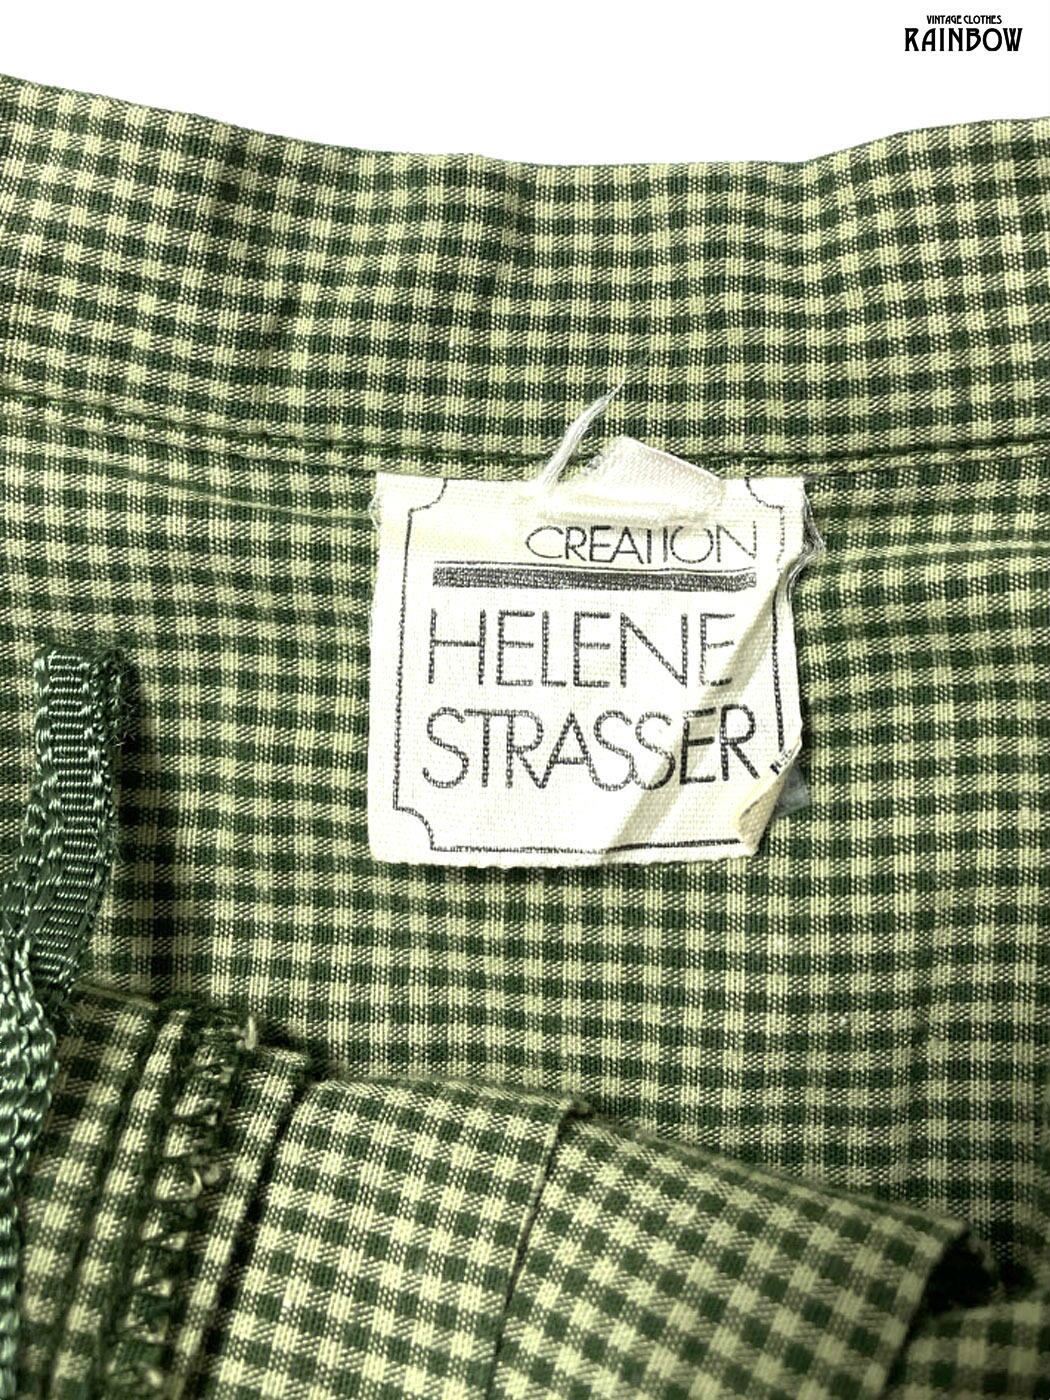 VINTAGE CLOTHES
RAINBOW
CREATION
HELENE
STRASSER